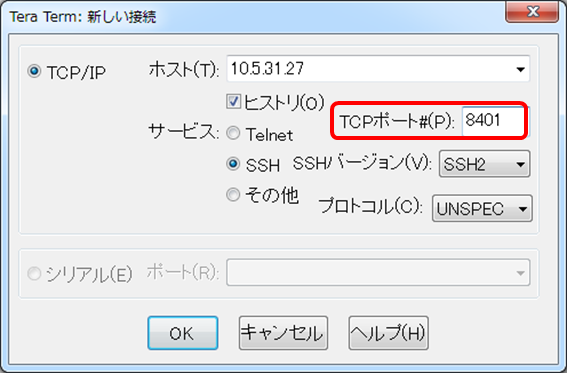 Tera Term: 新しい接続
TCP/IP
ホスト(T): 10.5.31.27
ヒストリ(O)
サービス: Telnet
TCPポート#(P): 8401
SSH SSHバージョン(V): SSH2
その他 プロトコル(C): UNSPEC
シリアル(E) ポート(R):
OK キャンセル ヘルプ(H)